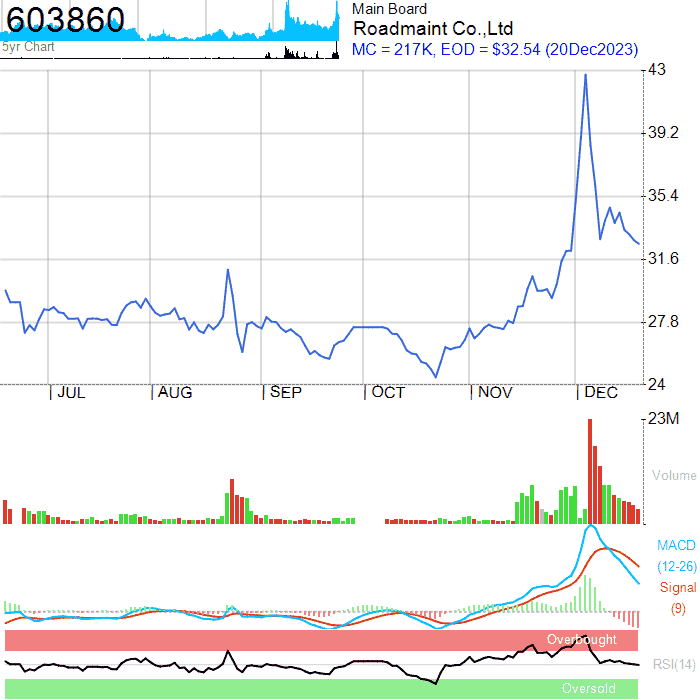 603860
5yr Chart
Main Board
Roadmaint Co.,Ltd
MC = 217K, EOD = $32.54 (20Dec2023)
43
39.2
35.4
31.6
27.8
24
JUL AUG SEP OCT NOV DEC
23M
Volume
MACD
(12-26)
Signal
(9)
Overbought
RSI(14)
Oversold